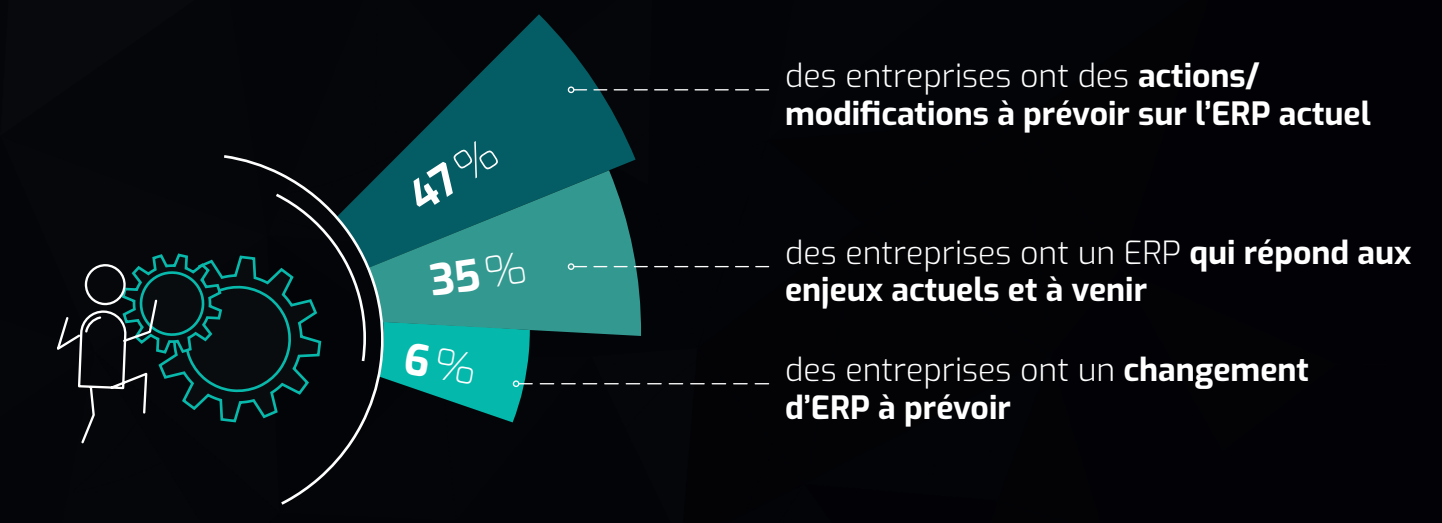 47%
des entreprises ont des actions/
modifications à prévoir sur l’ERP actuel
35%
des entreprises ont un ERP qui répond aux
enjeux actuels et à venir
6%
des entreprises ont un changement
d’ERP à prévoir